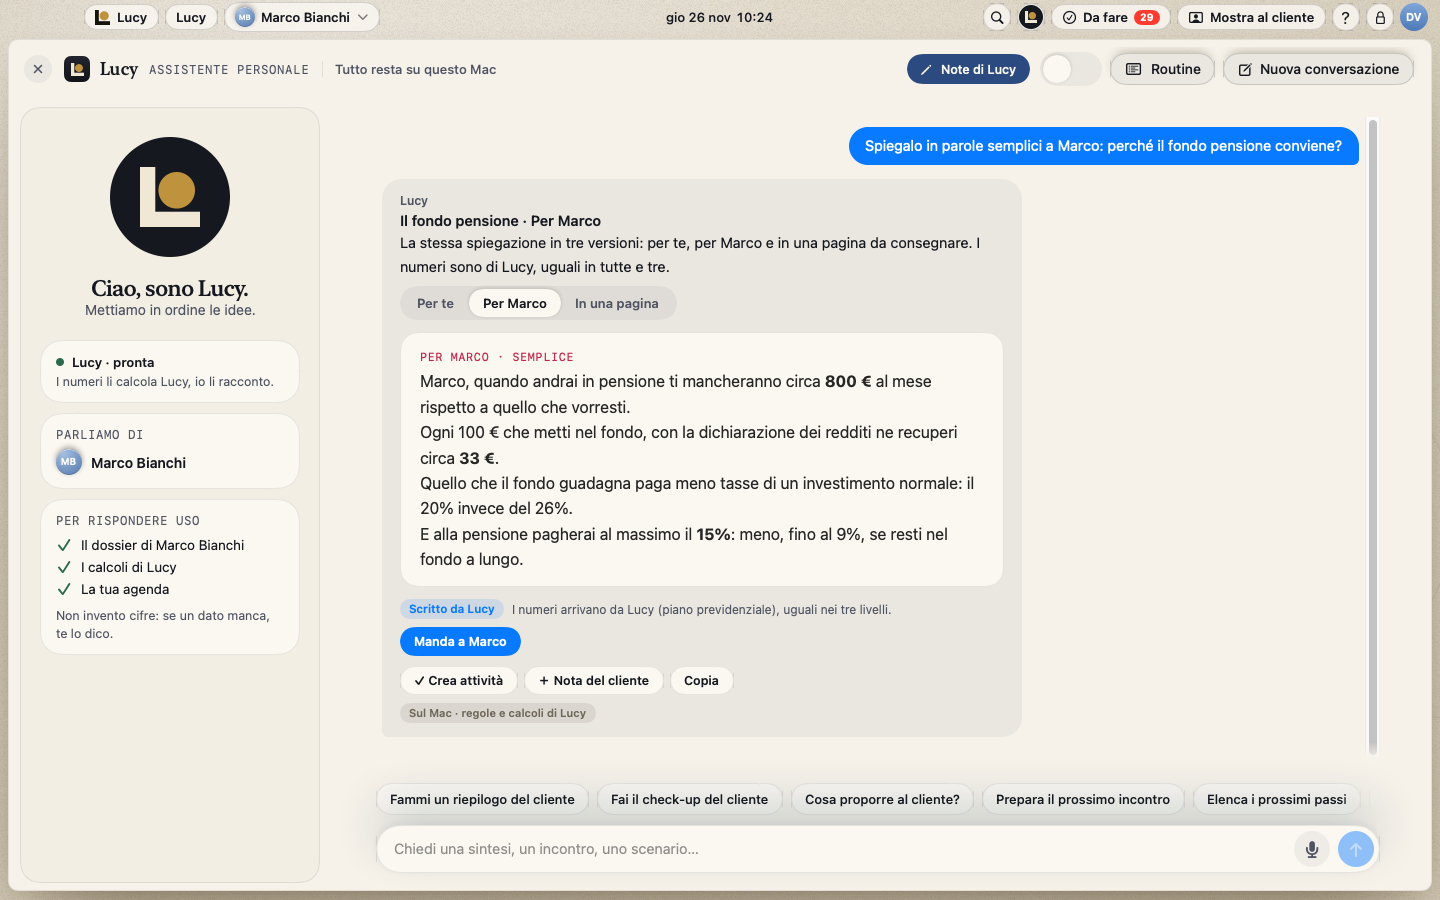 Lucy
Lucy
MB Marco Bianchi
gio 26 nov 10:24
Da fare 29
Mostra al cliente
?
DV
Lucy ASSISTENTE PERSONALE
Tutto resta su questo Mac
Note di Lucy
Routine
Nuova conversazione
Ciao, sono Lucy.
Mettiamo in ordine le idee.
Lucy · pronta
I numeri li calcola Lucy, io li racconto.
PARLIAMO DI
MB Marco Bianchi
PER RISPONDERE USO
Il dossier di Marco Bianchi
I calcoli di Lucy
La tua agenda
Non invento cifre: se un dato manca,
te lo dico.
Spiegalo in parole semplici a Marco: perché il fondo pensione conviene?
Lucy
Il fondo pensione · Per Marco
La stessa spiegazione in tre versioni: per te, per Marco e in una pagina da consegnare. I
numeri sono di Lucy, uguali in tutte e tre.
Per te
Per Marco
In una pagina
PER MARCO · SEMPLICE
Marco, quando andrai in pensione ti mancheranno circa 800 € al mese
rispetto a quello che vorresti.
Ogni 100 € che metti nel fondo, con la dichiarazione dei redditi ne recuperi
circa 33 €.
Quello che il fondo guadagna paga meno tasse di un investimento normale: il
20% invece del 26%.
E alla pensione pagherai al massimo il 15%: meno, fino al 9%, se resti nel
fondo a lungo.
Scritto da Lucy
I numeri arrivano da Lucy (piano previdenziale), uguali nei tre livelli.
Manda a Marco
✓ Crea attività
+ Nota del cliente
Copia
Sul Mac · regole e calcoli di Lucy
Fammi un riepilogo del cliente
Fai il check-up del cliente
Cosa proporre al cliente?
Prepara il prossimo incontro
Elenca i prossimi passi
Chiedi una sintesi, un incontro, uno scenario…